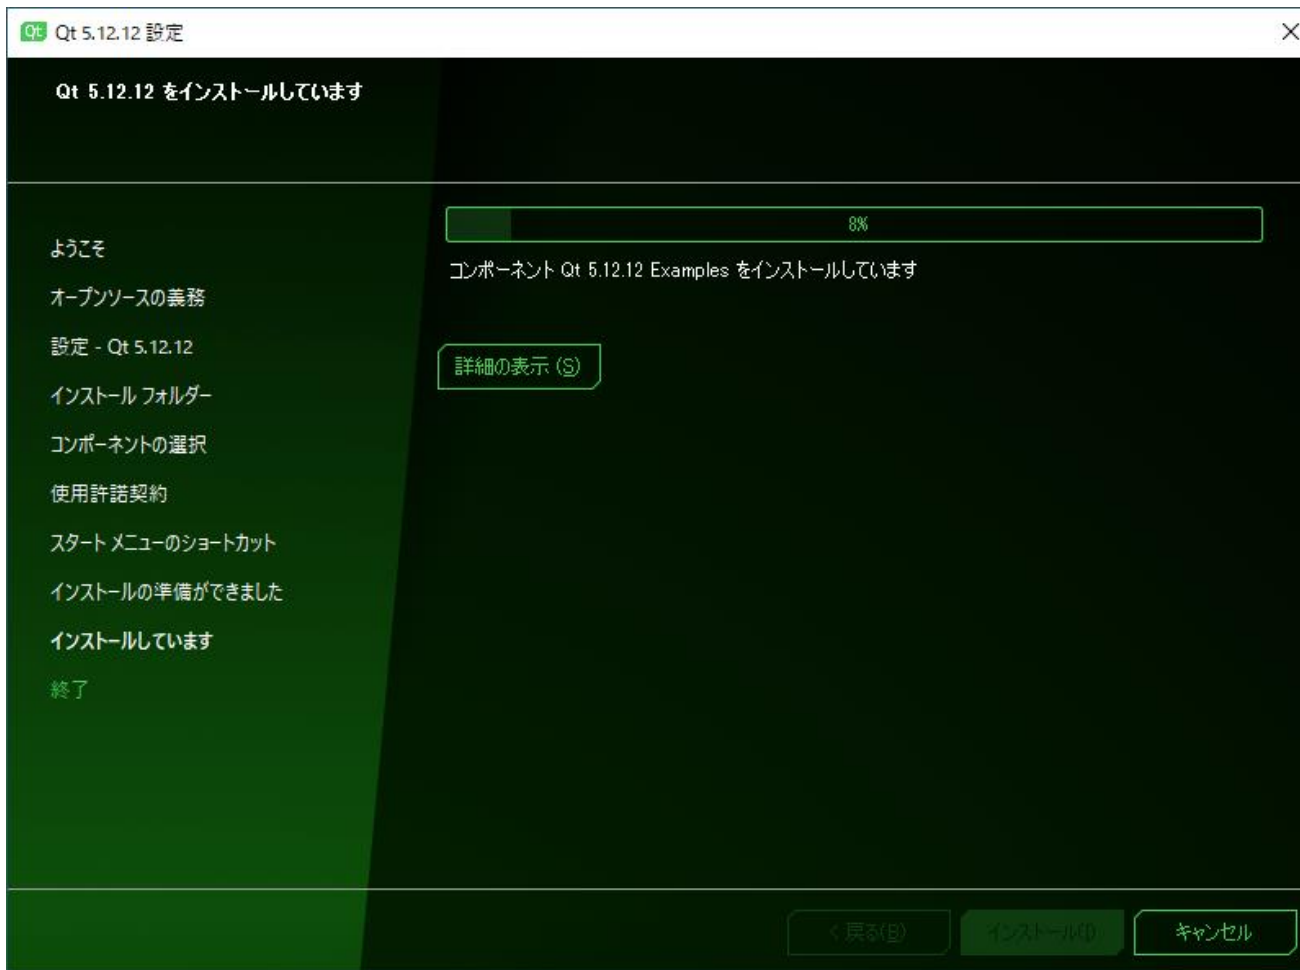 Qt Qt 5.12.12 設定
Qt 5.12.12 をインストールしています
8%
コンポーネント Qt 5.12.12 Examples をインストールしています
詳細の表示 (S)
ようこそ
オープンソースの義務
設定 - Qt 5.12.12
インストール フォルダー
コンポーネントの選択
使用許諾契約
スタート メニューのショートカット
インストールの準備ができました
インストールしています
終了
< 戻る(B) インストール(I) キャンセル